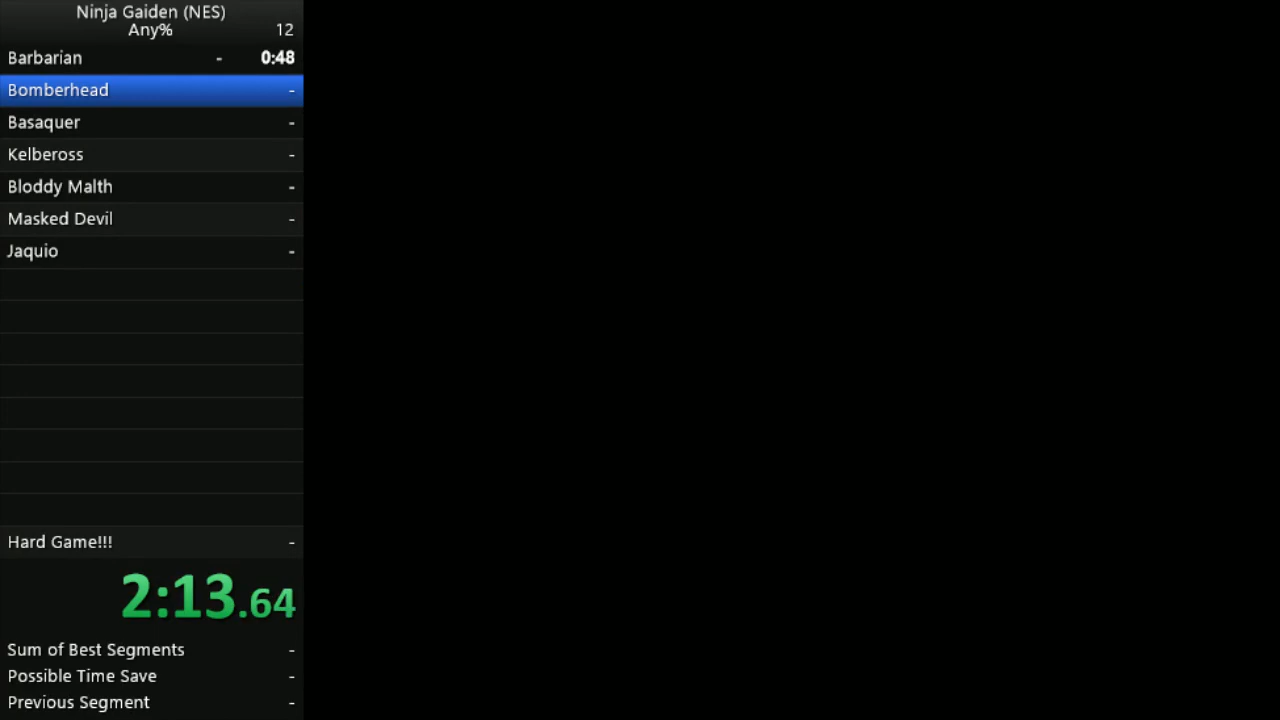 Ninja Gaiden (NES)
Any% 12
Barbarian - 0:48
Bomberhead -
Basaquer -
Kelbeross -
Bloddy Malth -
Masked Devil -
Jaquio -
Hard Game!!! -
2:13.64
Sum of Best Segments -
Possible Time Save -
Previous Segment -